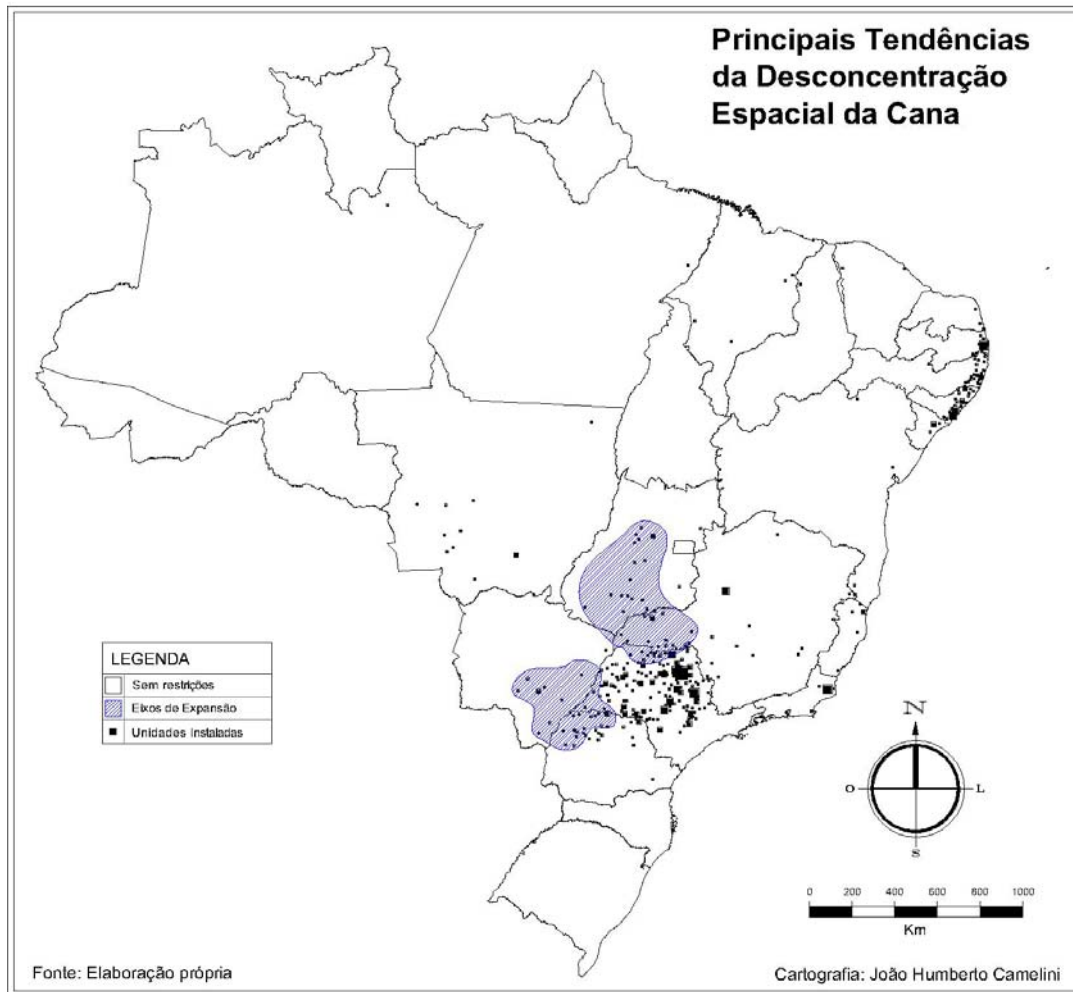 Principais Tendências
da Desconcentração
Espacial da Cana
LEGENDA
Sem restrições
Eixos de Expansão
Unidades Instaladas
N
O
L
S
0 200 400 600 800 1000
Km
Fonte: Elaboração própria
Cartografia: João Humberto Camelini